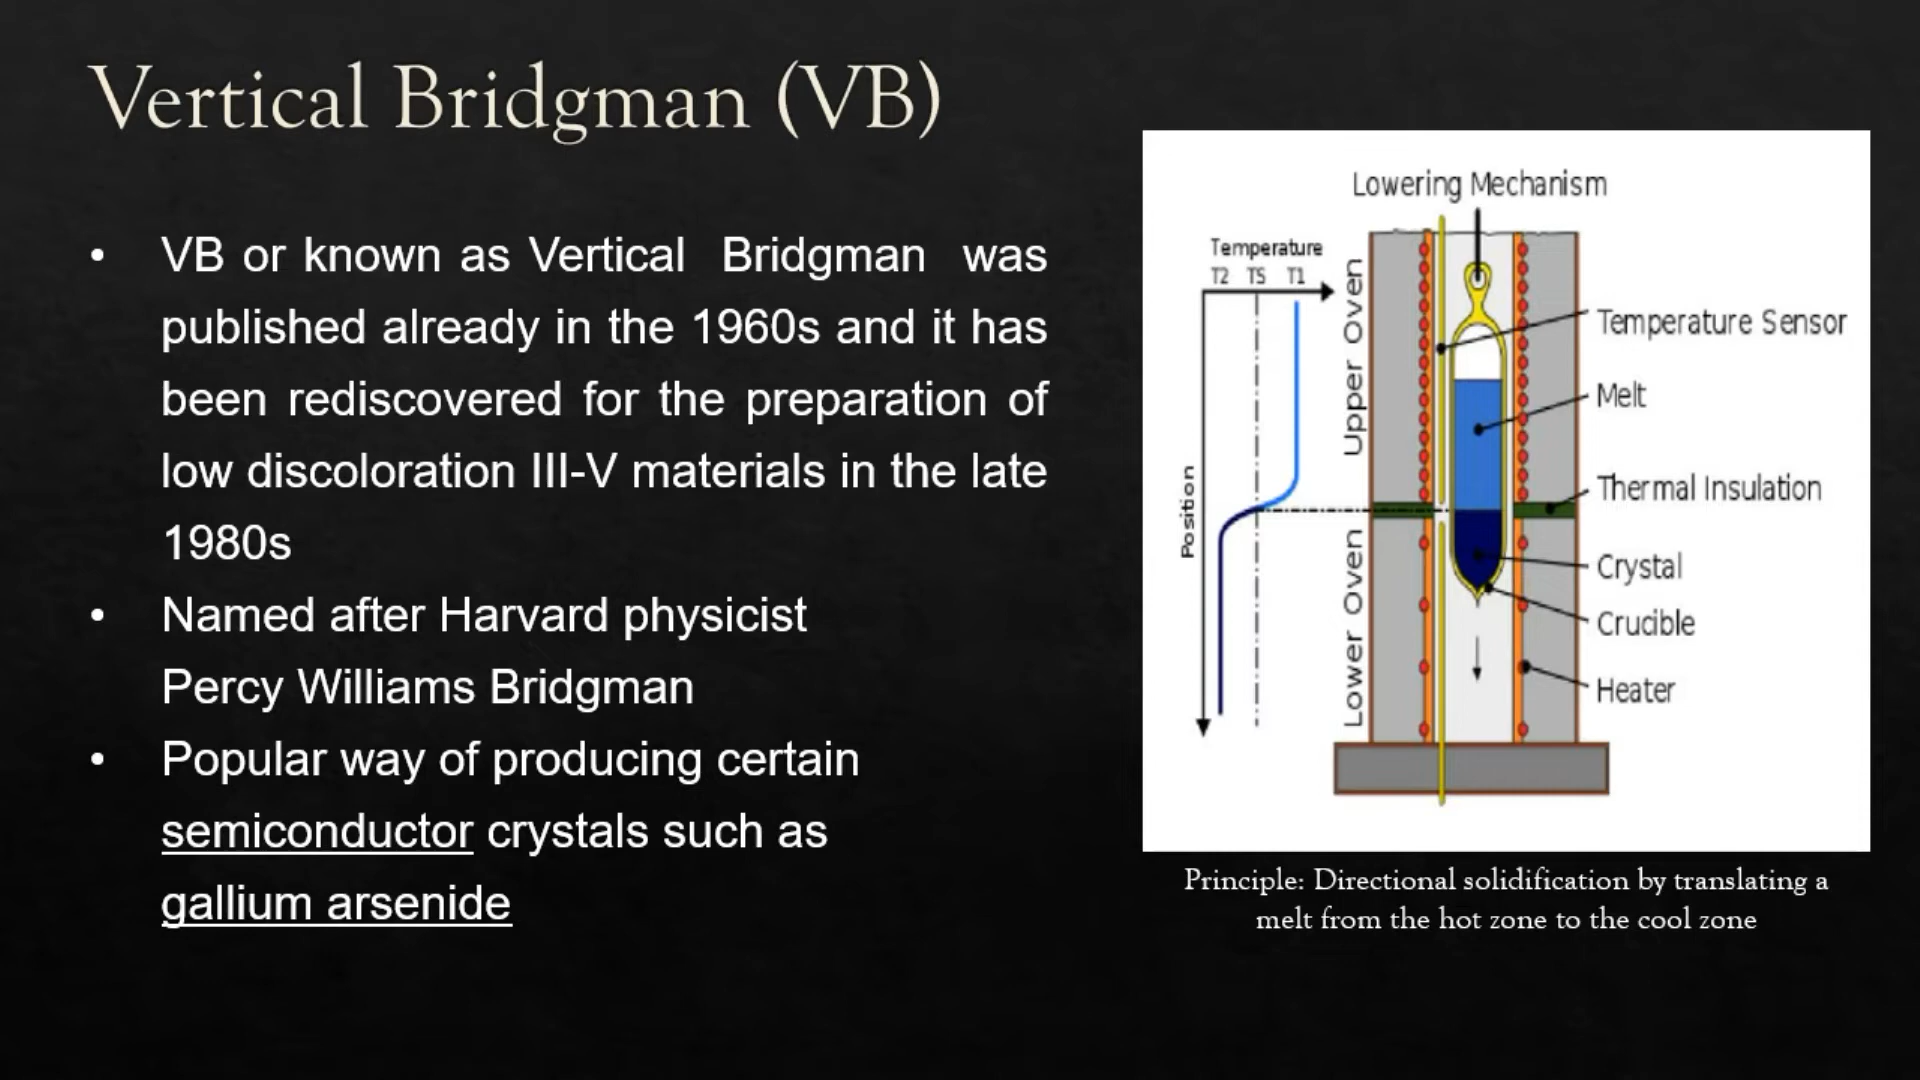 Vertical Bridgman (VB)
• VB or known as Vertical Bridgman was
published already in the 1960s and it has
been rediscovered for the preparation of
low discoloration III-V materials in the late
1980s
• Named after Harvard physicist
Percy Williams Bridgman
• Popular way of producing certain
semiconductor crystals such as
gallium arsenide
Lowering Mechanism
Temperature
T2 TS T1
Position
Upper Oven
Lower Oven
Temperature Sensor
Melt
Thermal Insulation
Crystal
Crucible
Heater
Principle: Directional solidification by translating a
melt from the hot zone to the cool zone